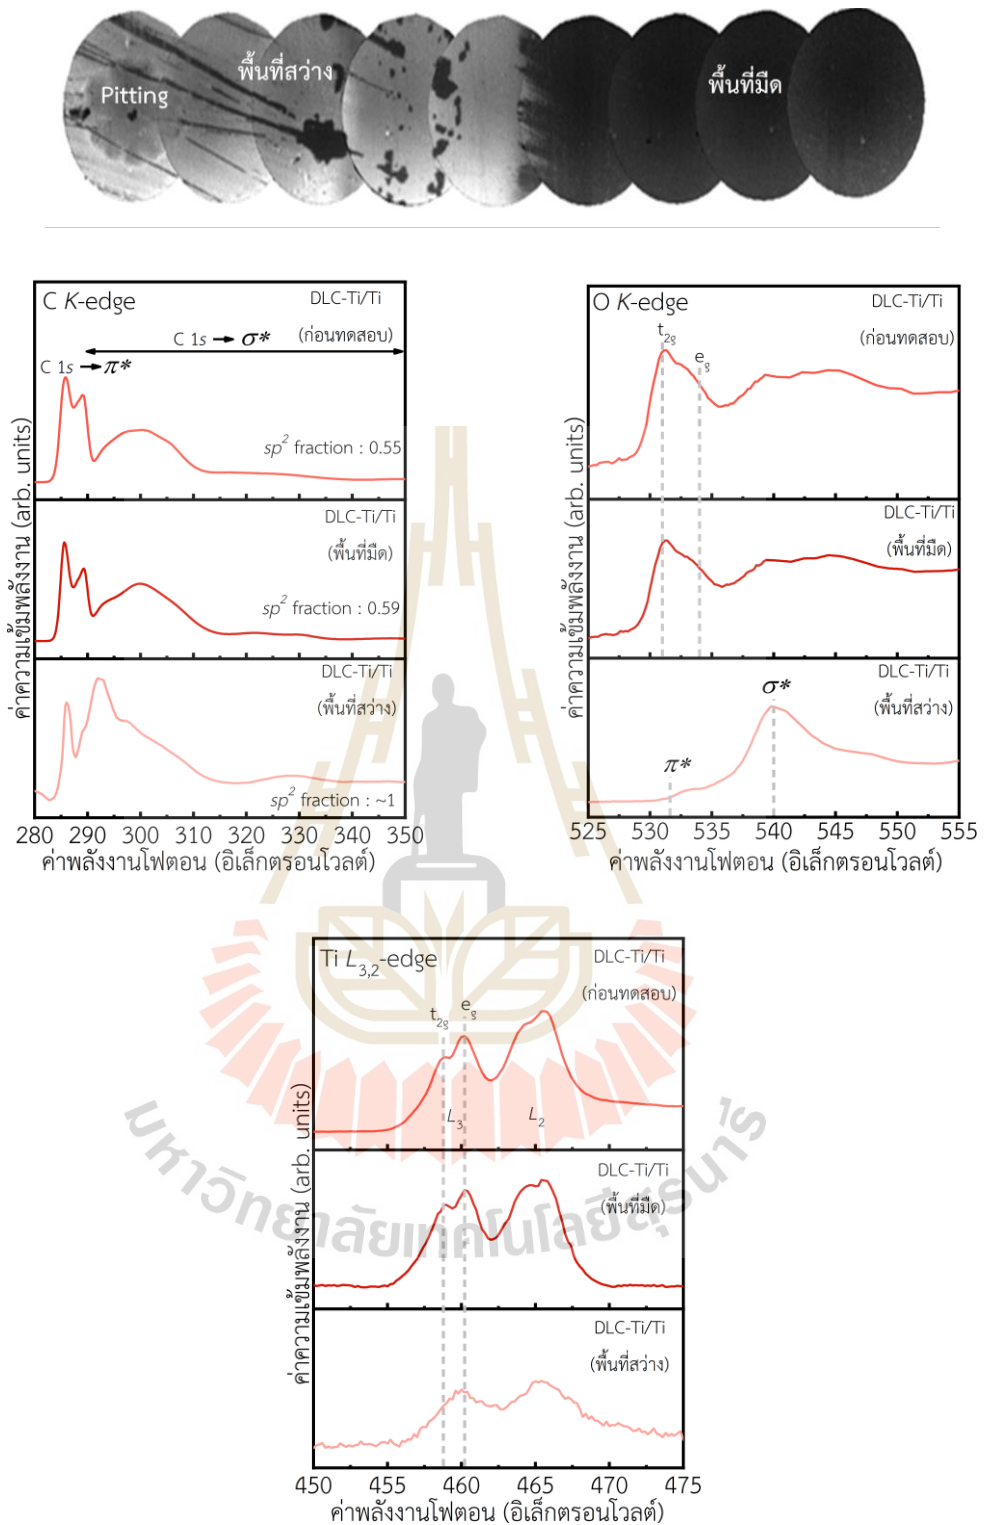 Pitting
พื้นที่สว่าง
พื้นที่มืด
C K-edge
DLC-Ti/Ti
(ก่อนทดสอบ)
C 1s → σ*
C 1s → π*
sp² fraction : 0.55
DLC-Ti/Ti
(พื้นที่มืด)
sp² fraction : 0.59
DLC-Ti/Ti
(พื้นที่สว่าง)
sp² fraction : ~1
280 290 300 310 320 330 340 350
ค่าพลังงานโฟตอน (อิเล็กตรอนโวลต์)
ค่าความเข้มพลังงาน (arb. units)
O K-edge
DLC-Ti/Ti
(ก่อนทดสอบ)
t₂g
eg
DLC-Ti/Ti
(พื้นที่มืด)
DLC-Ti/Ti
(พื้นที่สว่าง)
σ*
π*
525 530 535 540 545 550 555
ค่าพลังงานโฟตอน (อิเล็กตรอนโวลต์)
ค่าความเข้มพลังงาน (arb. units)
Ti L₃,₂-edge
DLC-Ti/Ti
(ก่อนทดสอบ)
t₂g
eg
L₃
L₂
DLC-Ti/Ti
(พื้นที่มืด)
DLC-Ti/Ti
(พื้นที่สว่าง)
450 455 460 465 470 475
ค่าพลังงานโฟตอน (อิเล็กตรอนโวลต์)
ค่าความเข้มพลังงาน (arb. units)
มหาวิทยาลัยเทคโนโลยีสุรนารี